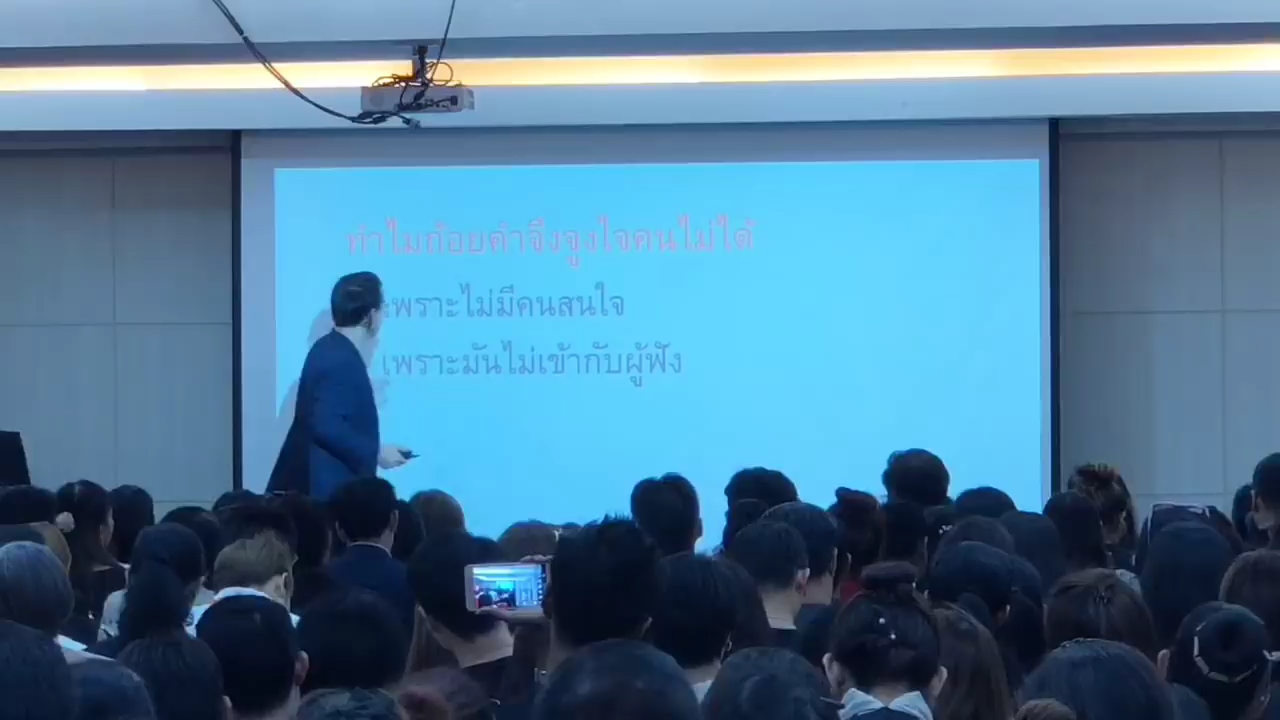 ทำไมถ้อยคำจึงจูงใจคนไม่ได้
เพราะไม่มีคนสนใจ
เพราะมันไม่เข้ากับผู้ฟัง